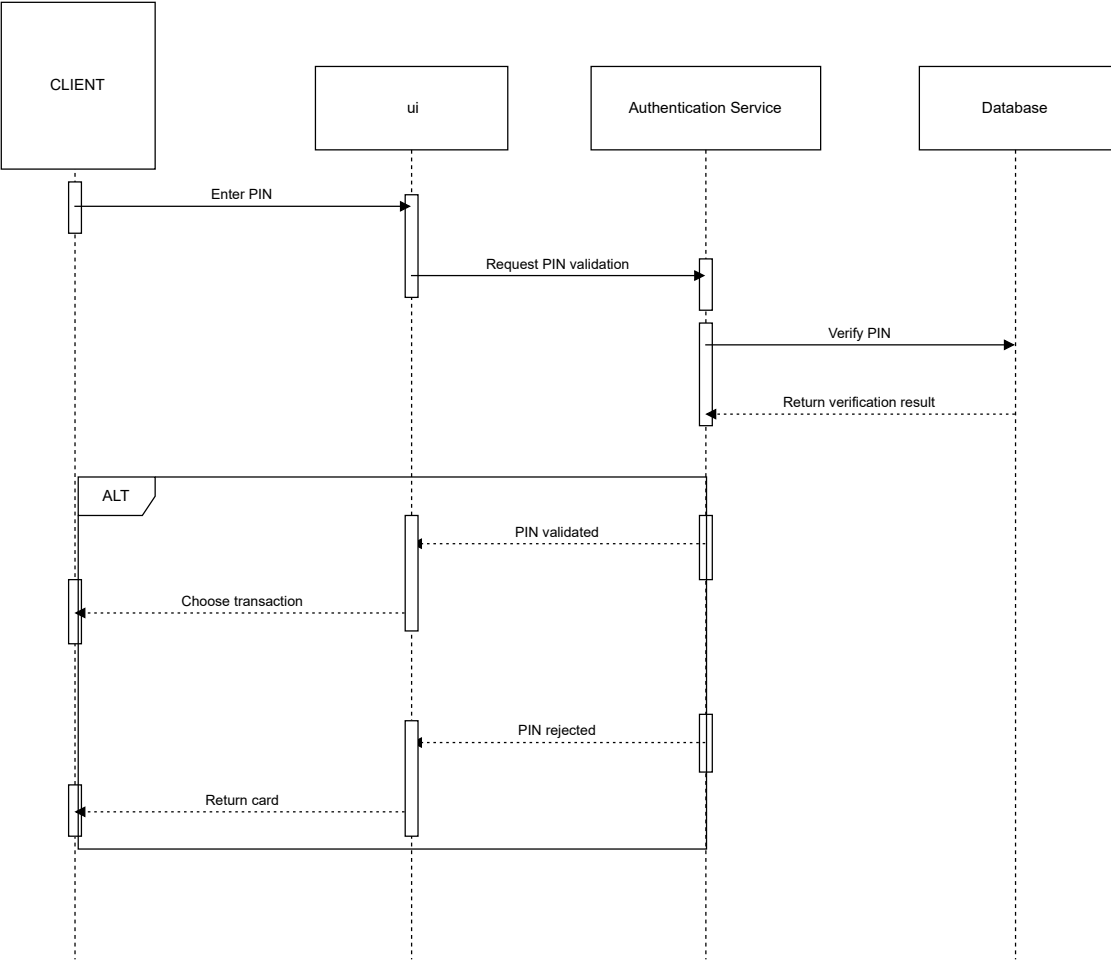 CLIENT
ui
Authentication Service
Database
Enter PIN
Request PIN validation
Verify PIN
Return verification result
ALT
PIN validated
Choose transaction
PIN rejected
Return card